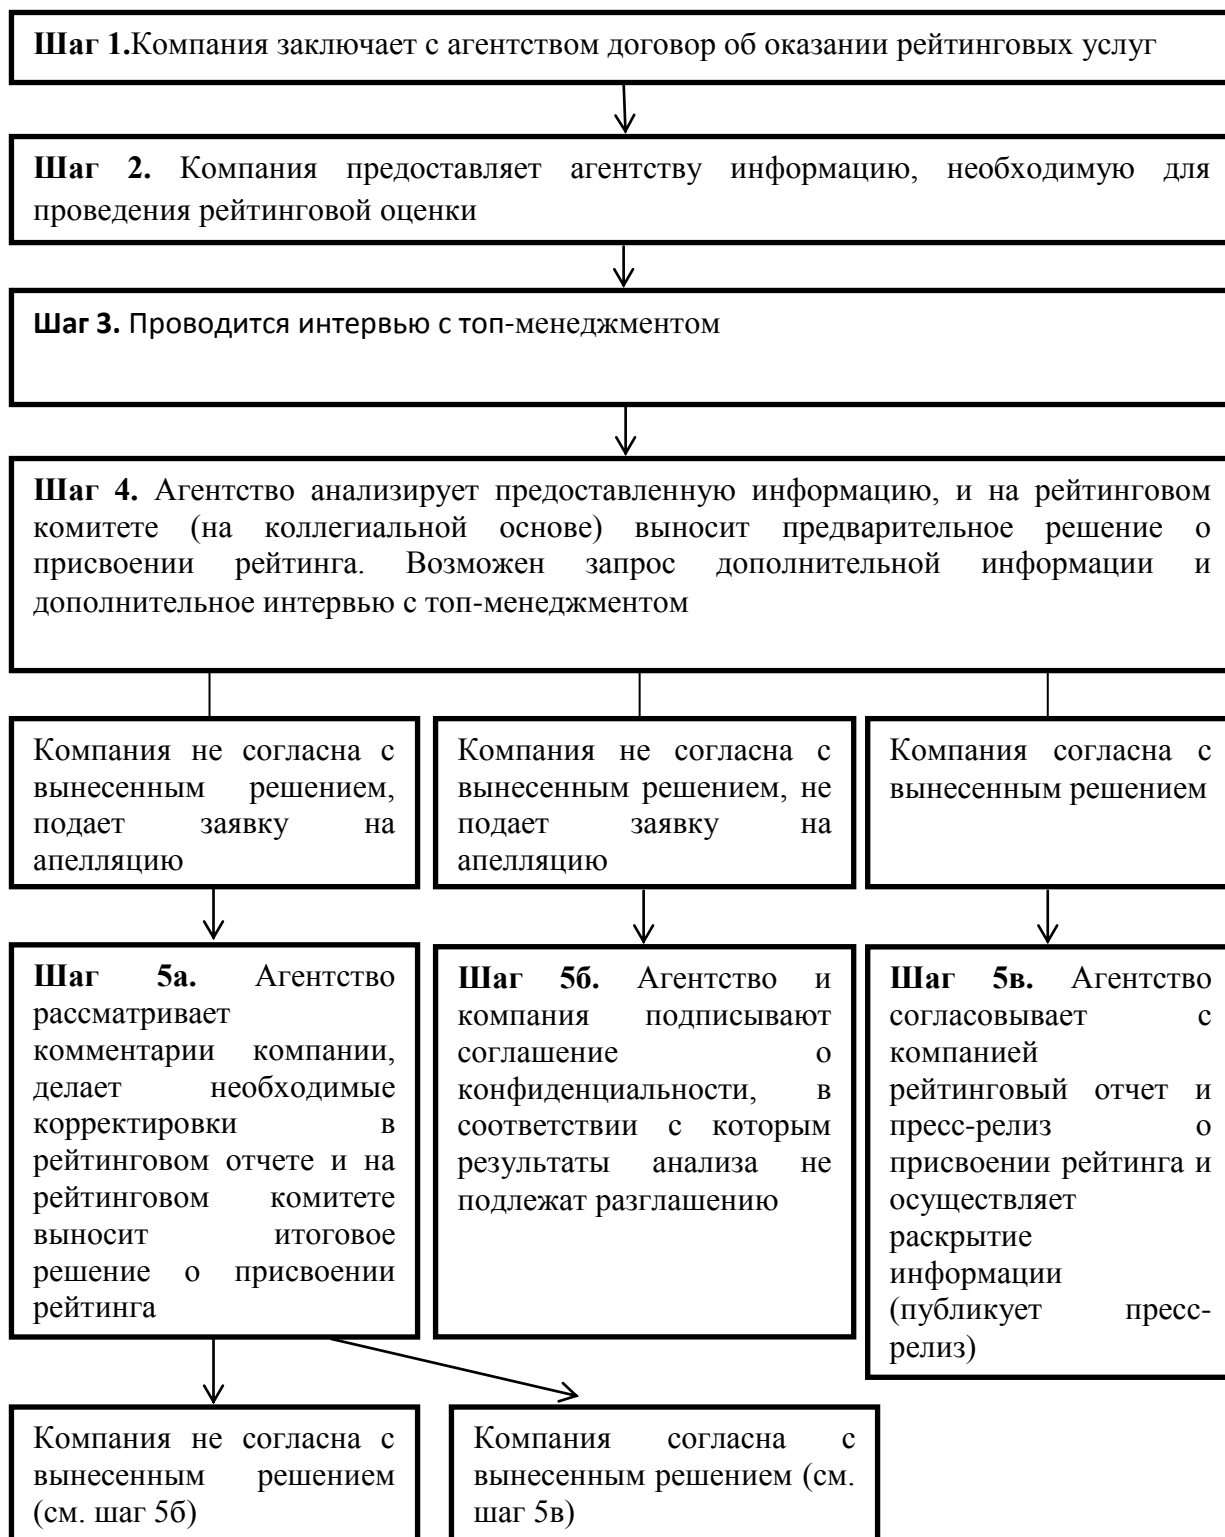 Шаг 1.Компания заключает с агентством договор об оказании рейтинговых услуг
Шаг 2. Компания предоставляет агентству информацию, необходимую для
проведения рейтинговой оценки
Шаг 3. Проводится интервью с топ-менеджментом
Шаг 4. Агентство анализирует предоставленную информацию, и на рейтинговом
комитете (на коллегиальной основе) выносит предварительное решение о
присвоении рейтинга. Возможен запрос дополнительной информации и
дополнительное интервью с топ-менеджментом
Компания не согласна с
вынесенным решением,
подает заявку на
апелляцию
Компания не согласна с
вынесенным решением, не
подает заявку на
апелляцию
Компания согласна с
вынесенным решением
Шаг 5а. Агентство
рассматривает
комментарии компании,
делает необходимые
корректировки в
рейтинговом отчете и на
рейтинговом комитете
выносит итоговое
решение о присвоении
рейтинга
Шаг 5б. Агентство и
компания подписывают
соглашение о
конфиденциальности, в
соответствии с которым
результаты анализа не
подлежат разглашению
Шаг 5в. Агентство
согласовывает с
компанией
рейтинговый отчет и
пресс-релиз о
присвоении рейтинга и
осуществляет
раскрытие
информации
(публикует пресс-
релиз)
Компания не согласна с
вынесенным решением
(см. шаг 5б)
Компания согласна с
вынесенным решением (см.
шаг 5в)